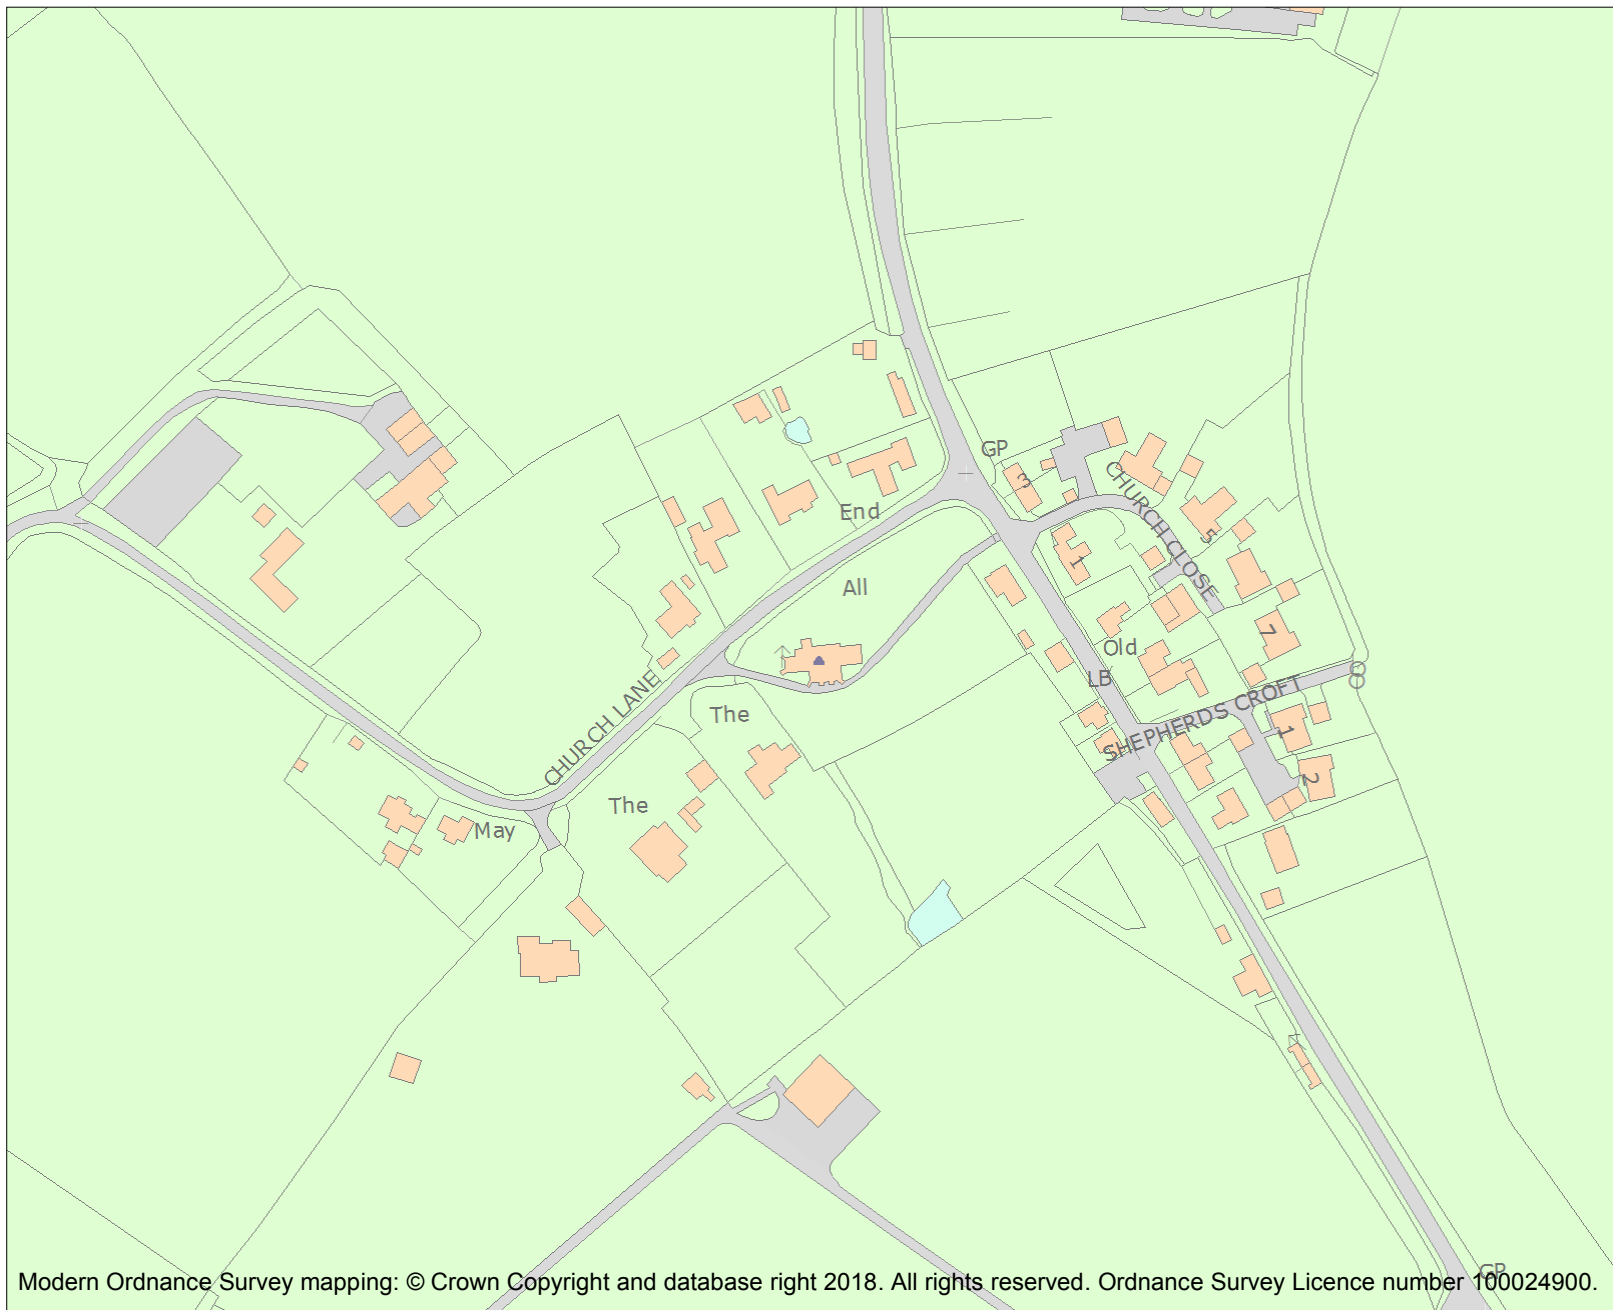 GP
3
CHURCH CLOSE
End
5
1
All
7
Old
LB
CHURCH LANE
The
SHEPHERDS CROFT
1
2
The
May
GP
Modern Ordnance Survey mapping: © Crown Copyright and database right 2018. All rights reserved. Ordnance Survey Licence number 100024900.